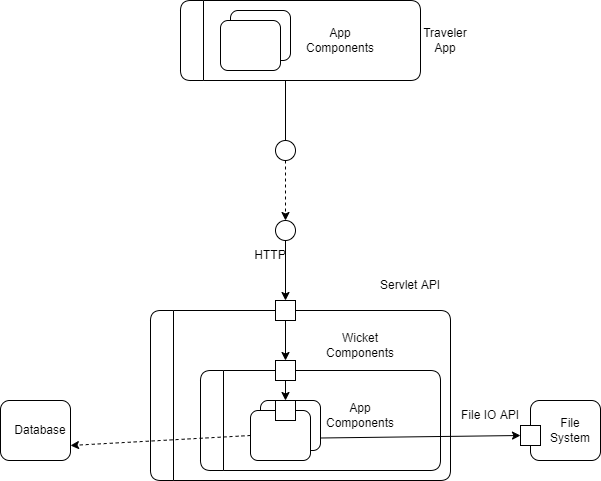 App
Components
Traveler
App
HTTP
Servlet API
Wicket
Components
App
Components
File IO API
Database
File
System